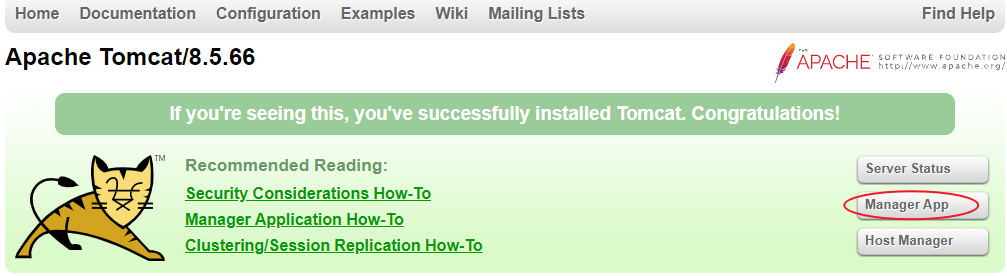 Home Documentation Configuration Examples Wiki Mailing Lists Find Help
Apache Tomcat/8.5.66
THE
APACHE SOFTWARE FOUNDATION
http://www.apache.org/
If you're seeing this, you've successfully installed Tomcat. Congratulations!
TM
Recommended Reading:
Security Considerations How-To
Manager Application How-To
Clustering/Session Replication How-To
Server Status
Manager App
Host Manager